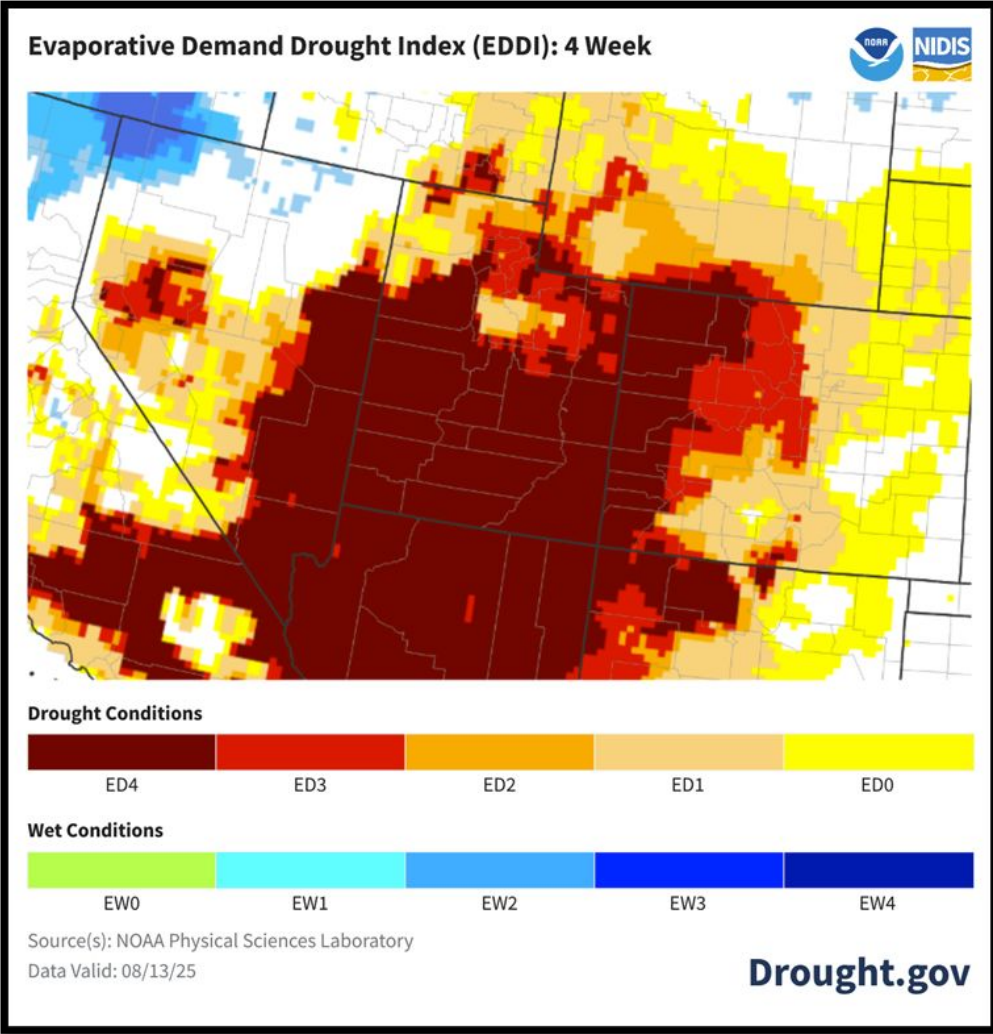 Evaporative Demand Drought Index (EDDI): 4 Week
NOAA
NIDIS
Drought Conditions
ED4 ED3 ED2 ED1 ED0
Wet Conditions
EW0 EW1 EW2 EW3 EW4
Source(s): NOAA Physical Sciences Laboratory
Data Valid: 08/13/25
Drought.gov